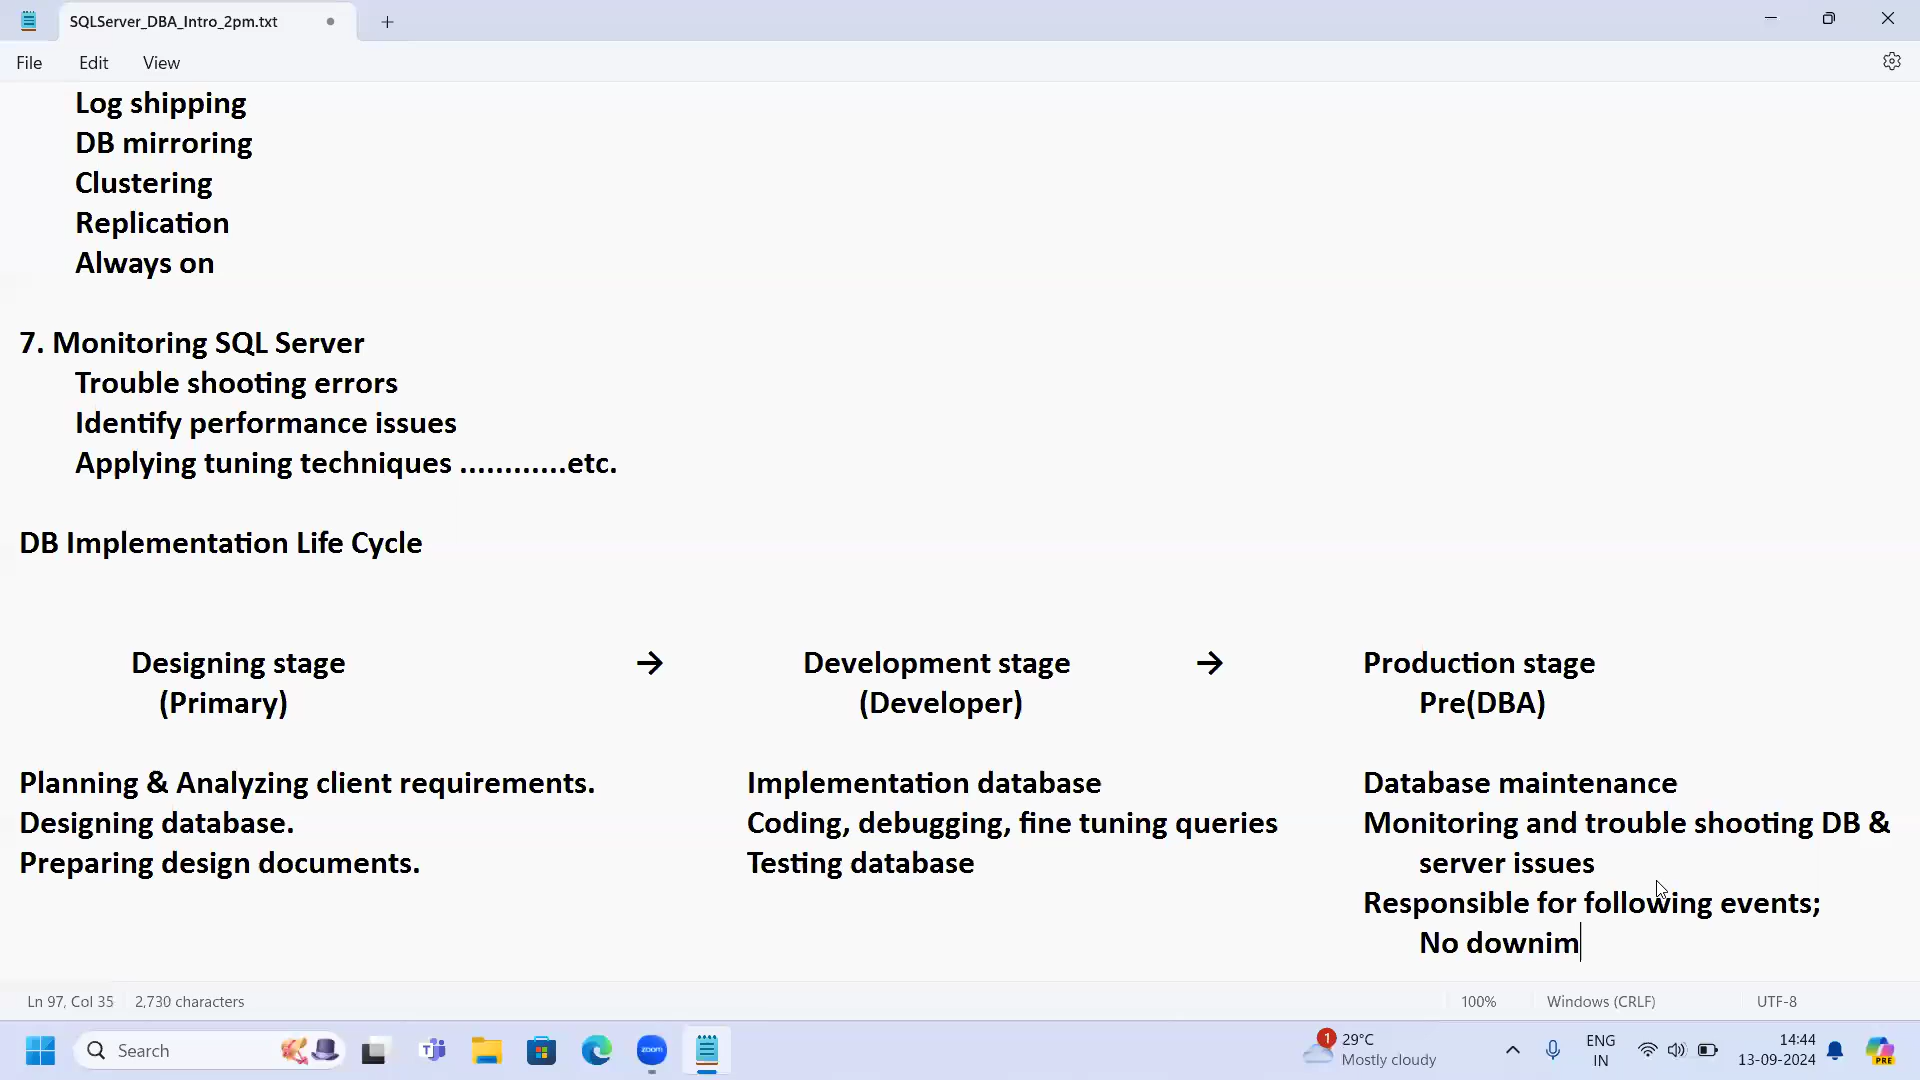 SQLServer_DBA_Intro_2pm.txt
File Edit View
Log shipping
DB mirroring
Clustering
Replication
Always on
7. Monitoring SQL Server
Trouble shooting errors
Identify performance issues
Applying tuning techniques ............etc.
DB Implementation Life Cycle
Designing stage → Development stage → Production stage
(Primary) (Developer) Pre(DBA)
Planning & Analyzing client requirements. Implementation database Database maintenance
Designing database. Coding, debugging, fine tuning queries Monitoring and trouble shooting DB &
Preparing design documents. Testing database server issues
Responsible for following events;
No downim
Ln 97, Col 35 2,730 characters 100% Windows (CRLF) UTF-8
Search zoom 1 29°C ENG 14:44 PRE
Mostly cloudy IN 13-09-2024